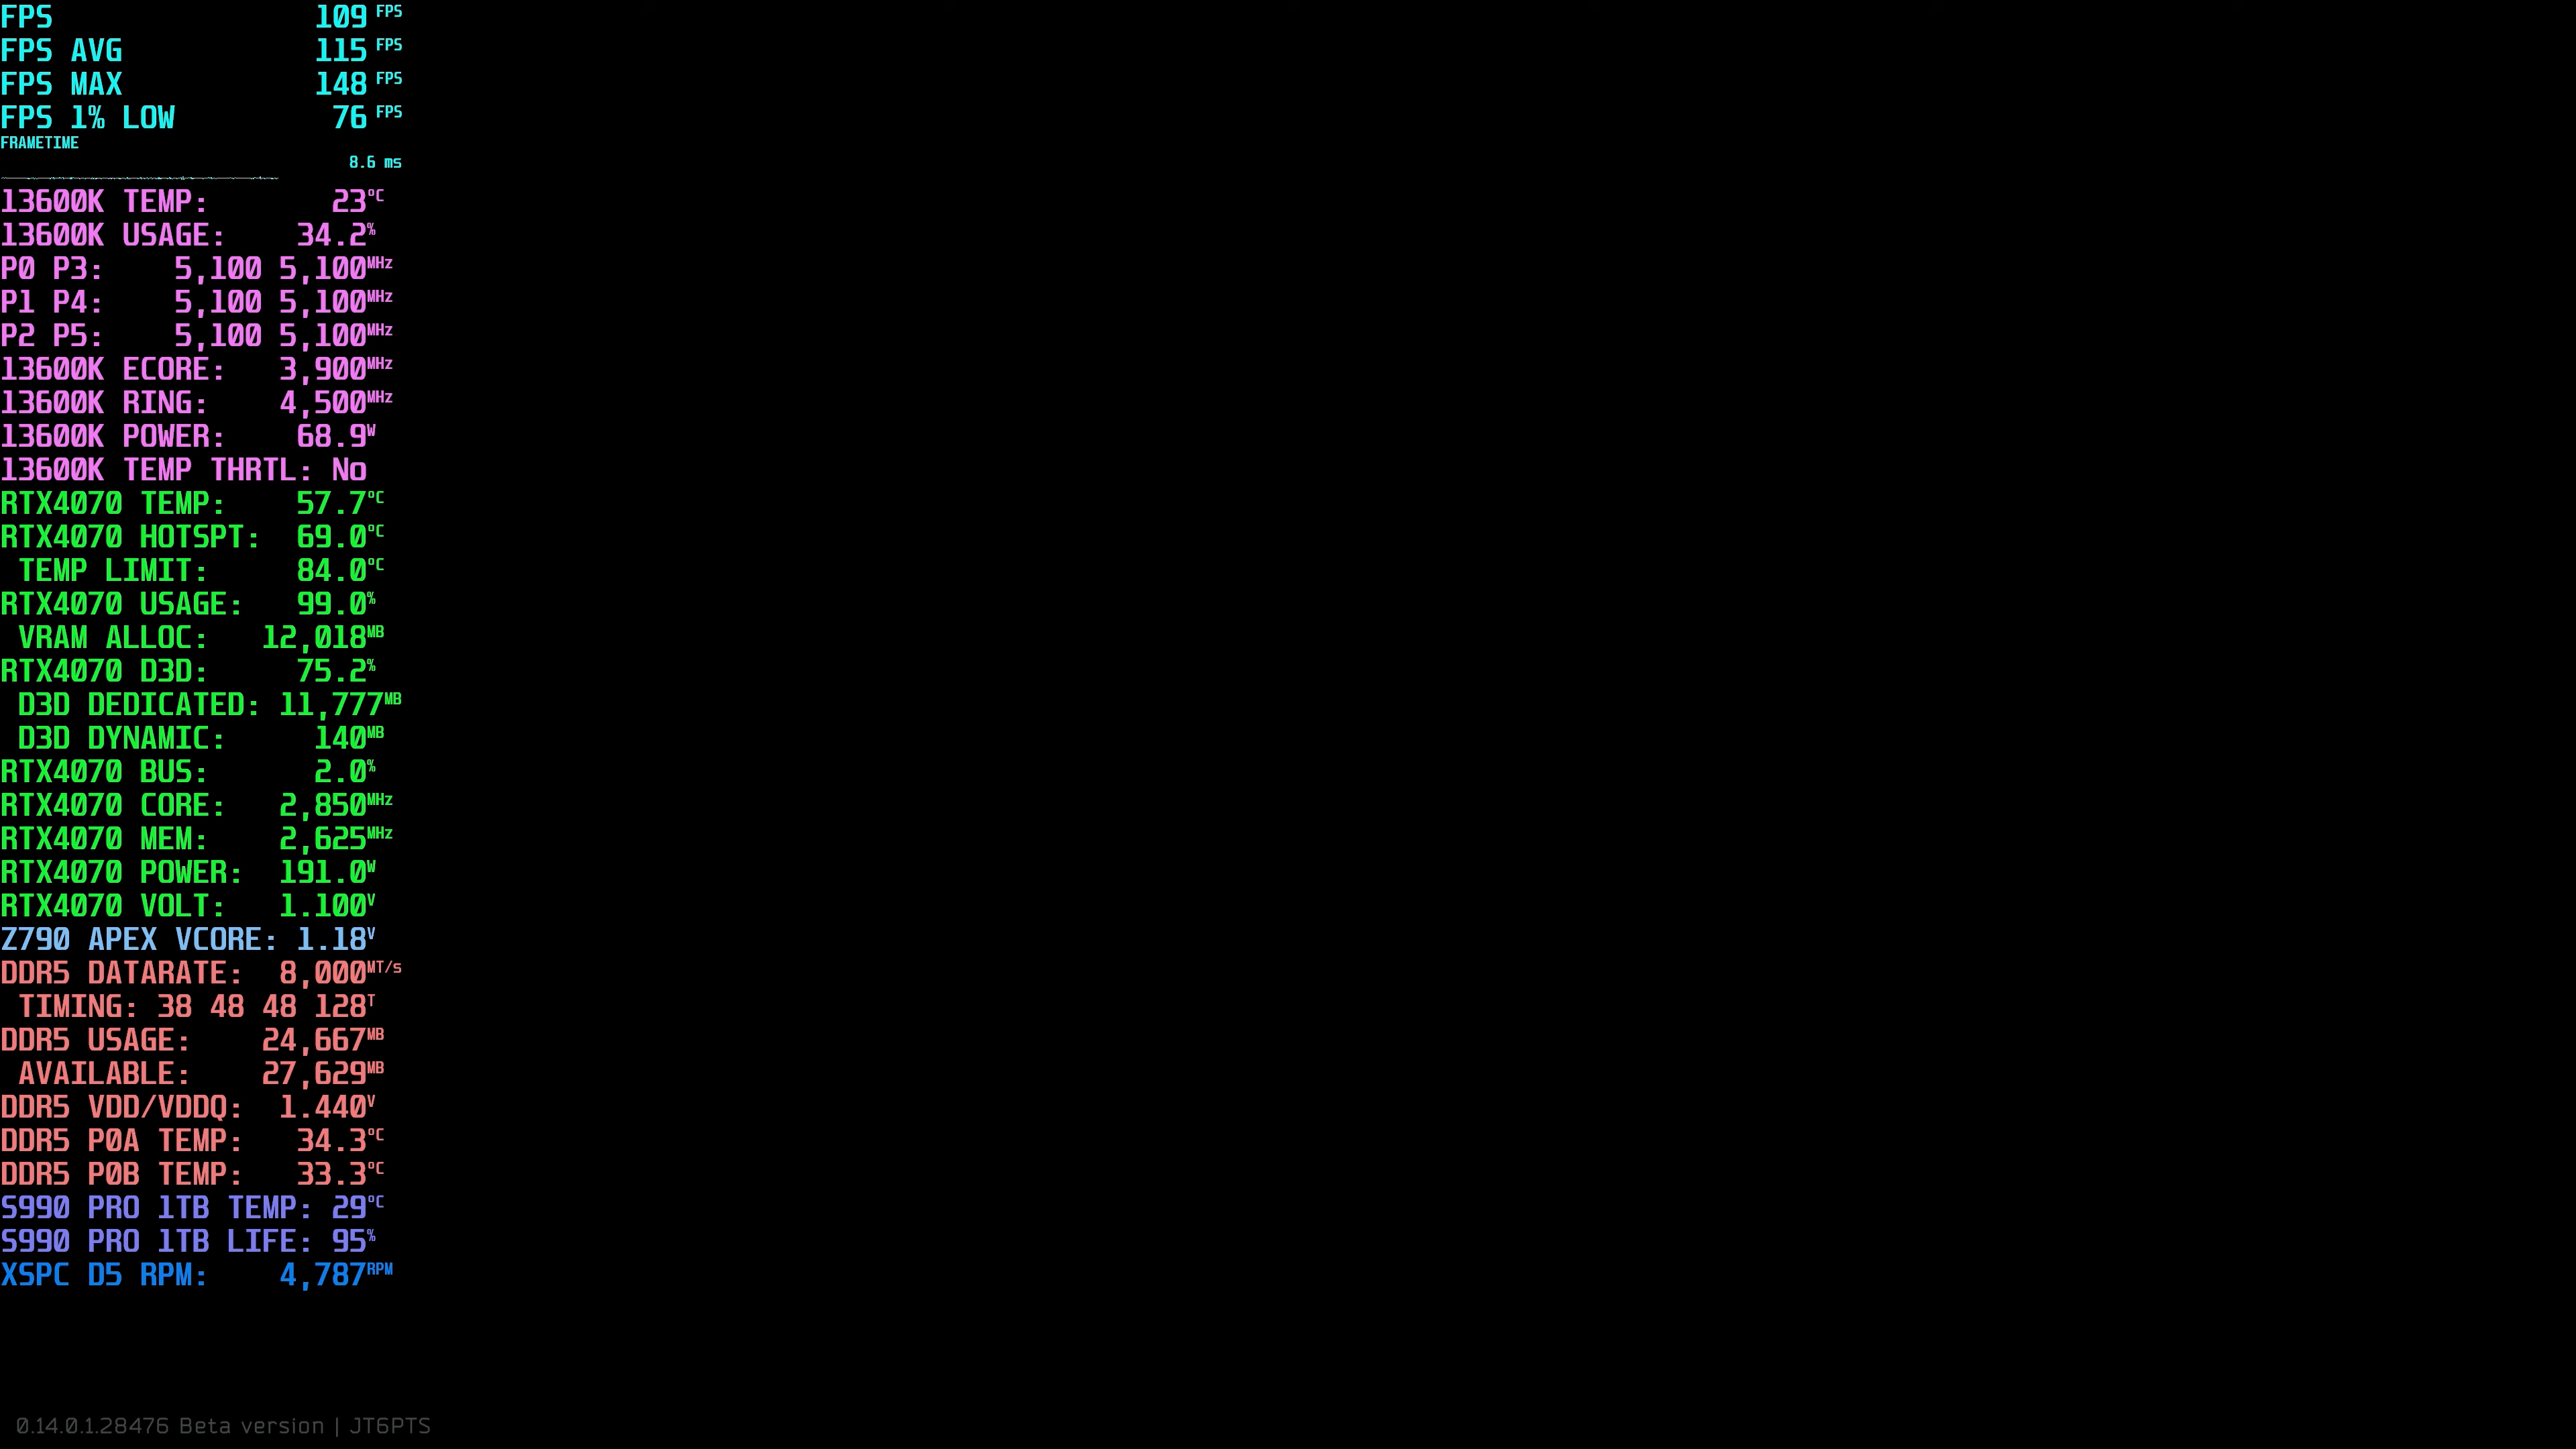 FPS 109 FPS
FPS AVG 115 FPS
FPS MAX 148 FPS
FPS 1% LOW 76 FPS
FRAMETIME
8.6 ms
13600K TEMP: 23°C
13600K USAGE: 34.2%
P0 P3: 5,100 5,100MHz
P1 P4: 5,100 5,100MHz
P2 P5: 5,100 5,100MHz
13600K ECORE: 3,900MHz
13600K RING: 4,500MHz
13600K POWER: 68.9W
13600K TEMP THRTL: No
RTX4070 TEMP: 57.7°C
RTX4070 HOTSPT: 69.0°C
TEMP LIMIT: 84.0°C
RTX4070 USAGE: 99.0%
VRAM ALLOC: 12,018MB
RTX4070 D3D: 75.2%
D3D DEDICATED: 11,777MB
D3D DYNAMIC: 140MB
RTX4070 BUS: 2.0%
RTX4070 CORE: 2,850MHz
RTX4070 MEM: 2,625MHz
RTX4070 POWER: 191.0W
RTX4070 VOLT: 1.100V
Z790 APEX VCORE: 1.18V
DDR5 DATARATE: 8,000MT/s
TIMING: 38 48 48 128T
DDR5 USAGE: 24,667MB
AVAILABLE: 27,629MB
DDR5 VDD/VDDQ: 1.440V
DDR5 P0A TEMP: 34.3°C
DDR5 P0B TEMP: 33.3°C
S990 PRO 1TB TEMP: 29°C
S990 PRO 1TB LIFE: 95%
XSPC D5 RPM: 4,787RPM
0.14.0.1.28476 Beta version | JT6PTS